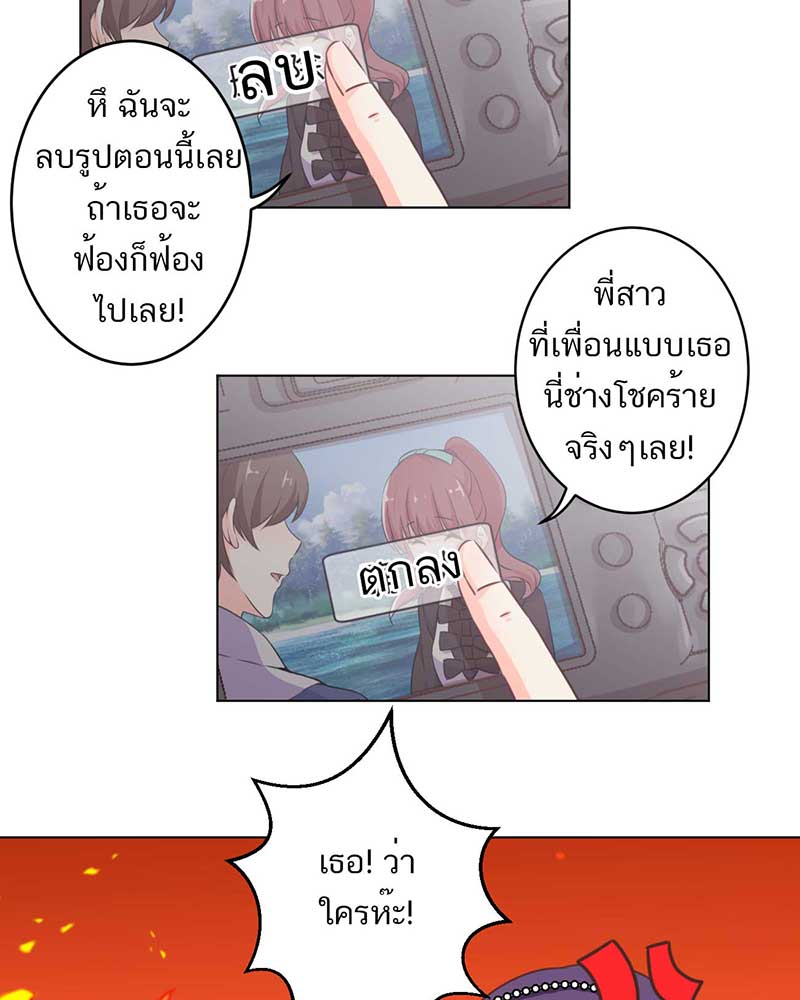 ลบ
หึ ฉันจะ
ลบรูปตอนนี้เลย
ถ้าเธอจะ
ฟ้องก็ฟ้อง
ไปเลย!
พี่สาว
ที่เพื่อนแบบเธอ
นี่ช่างโชคร้าย
จริงๆเลย!
ตกลง
เธอ! ว่า
ใครห๊ะ!